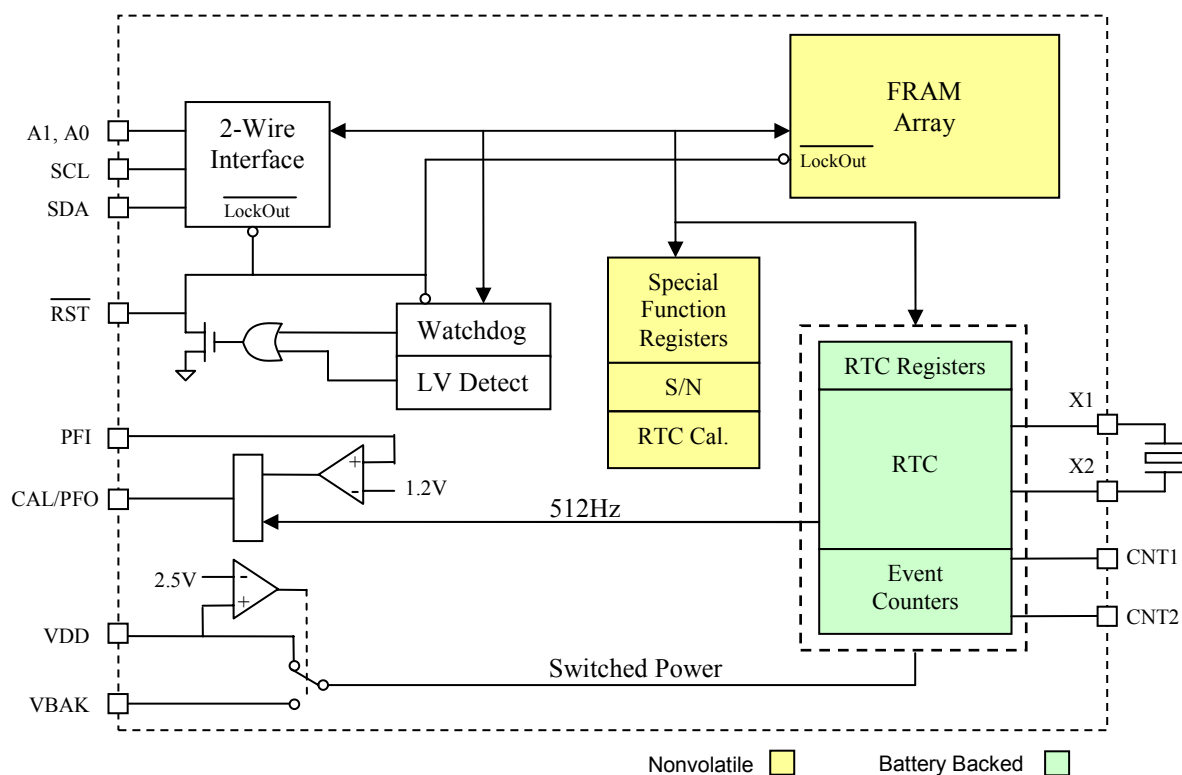 FRAM
Array
LockOut
A1, A0
SCL
SDA
2-Wire
Interface
LockOut
RST
Watchdog
LV Detect
Special
Function
Registers
S/N
RTC Cal.
RTC Registers
RTC
Event
Counters
X1
X2
CNT1
CNT2
PFI
+
-
1.2V
CAL/PFO
512Hz
2.5V
-
+
VDD
VBAK
Switched Power
Nonvolatile
Battery Backed